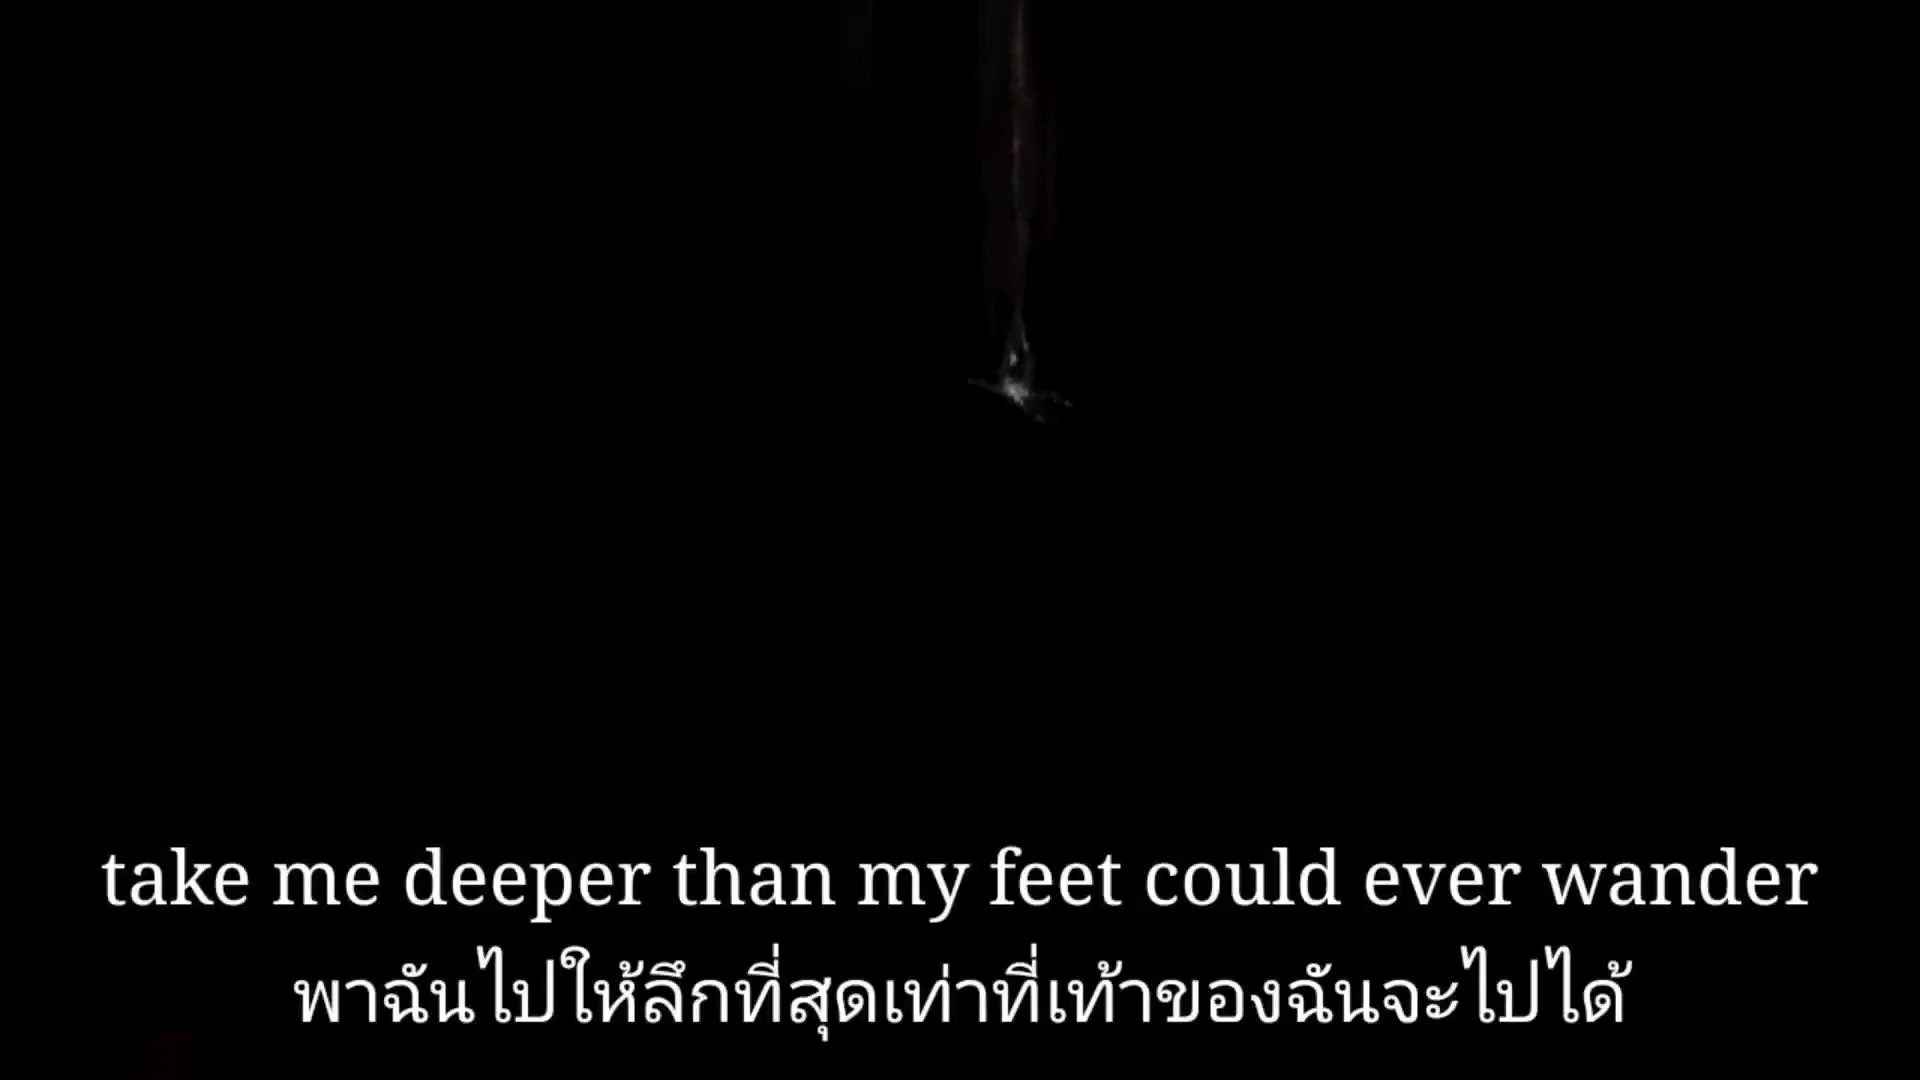 take me deeper than my feet could ever wander
พาฉันไปให้ลึกที่สุดเท่าที่เท้าของฉันจะไปได้